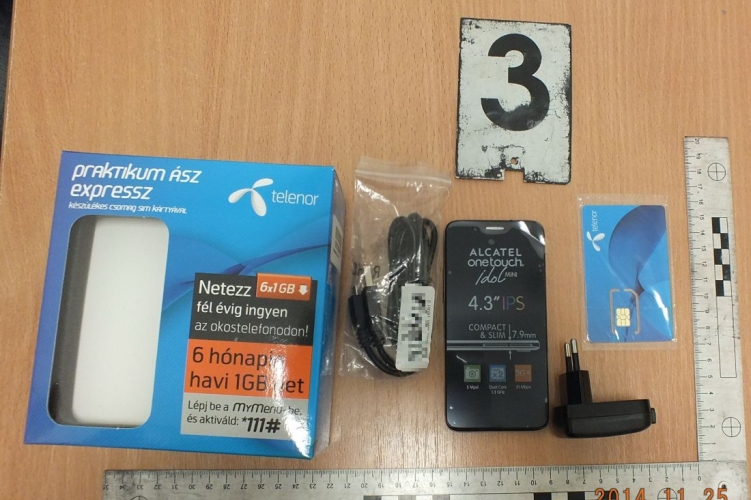 3
praktikum ász
expressz
készülékes csomag sim kártyával
telenor
Netezz 6x1GB
fél évig ingyen
az okostelefonodon!
6 hónapig
havi 1GB net
Lépj be a MyMenü-be,
és aktiváld: *111#
ALCATEL
onetouch
idol MINI
4.3" IPS
COMPACT
& SLIM 7.9mm
telenor
2014.11.25